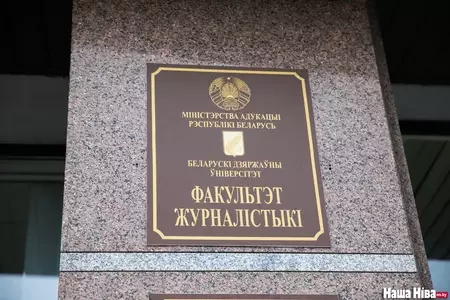 МІНІСТЭРСТВА АДУКАЦЫІ
РЭСПУБЛІКІ БЕЛАРУСЬ
БЕЛАРУСКІ ДЗЯРЖАЎНЫ
ЎНІВЕРСІТЭТ
ФАКУЛЬТЭТ
ЖУРНАЛІСТЫКІ
Наша Ніва